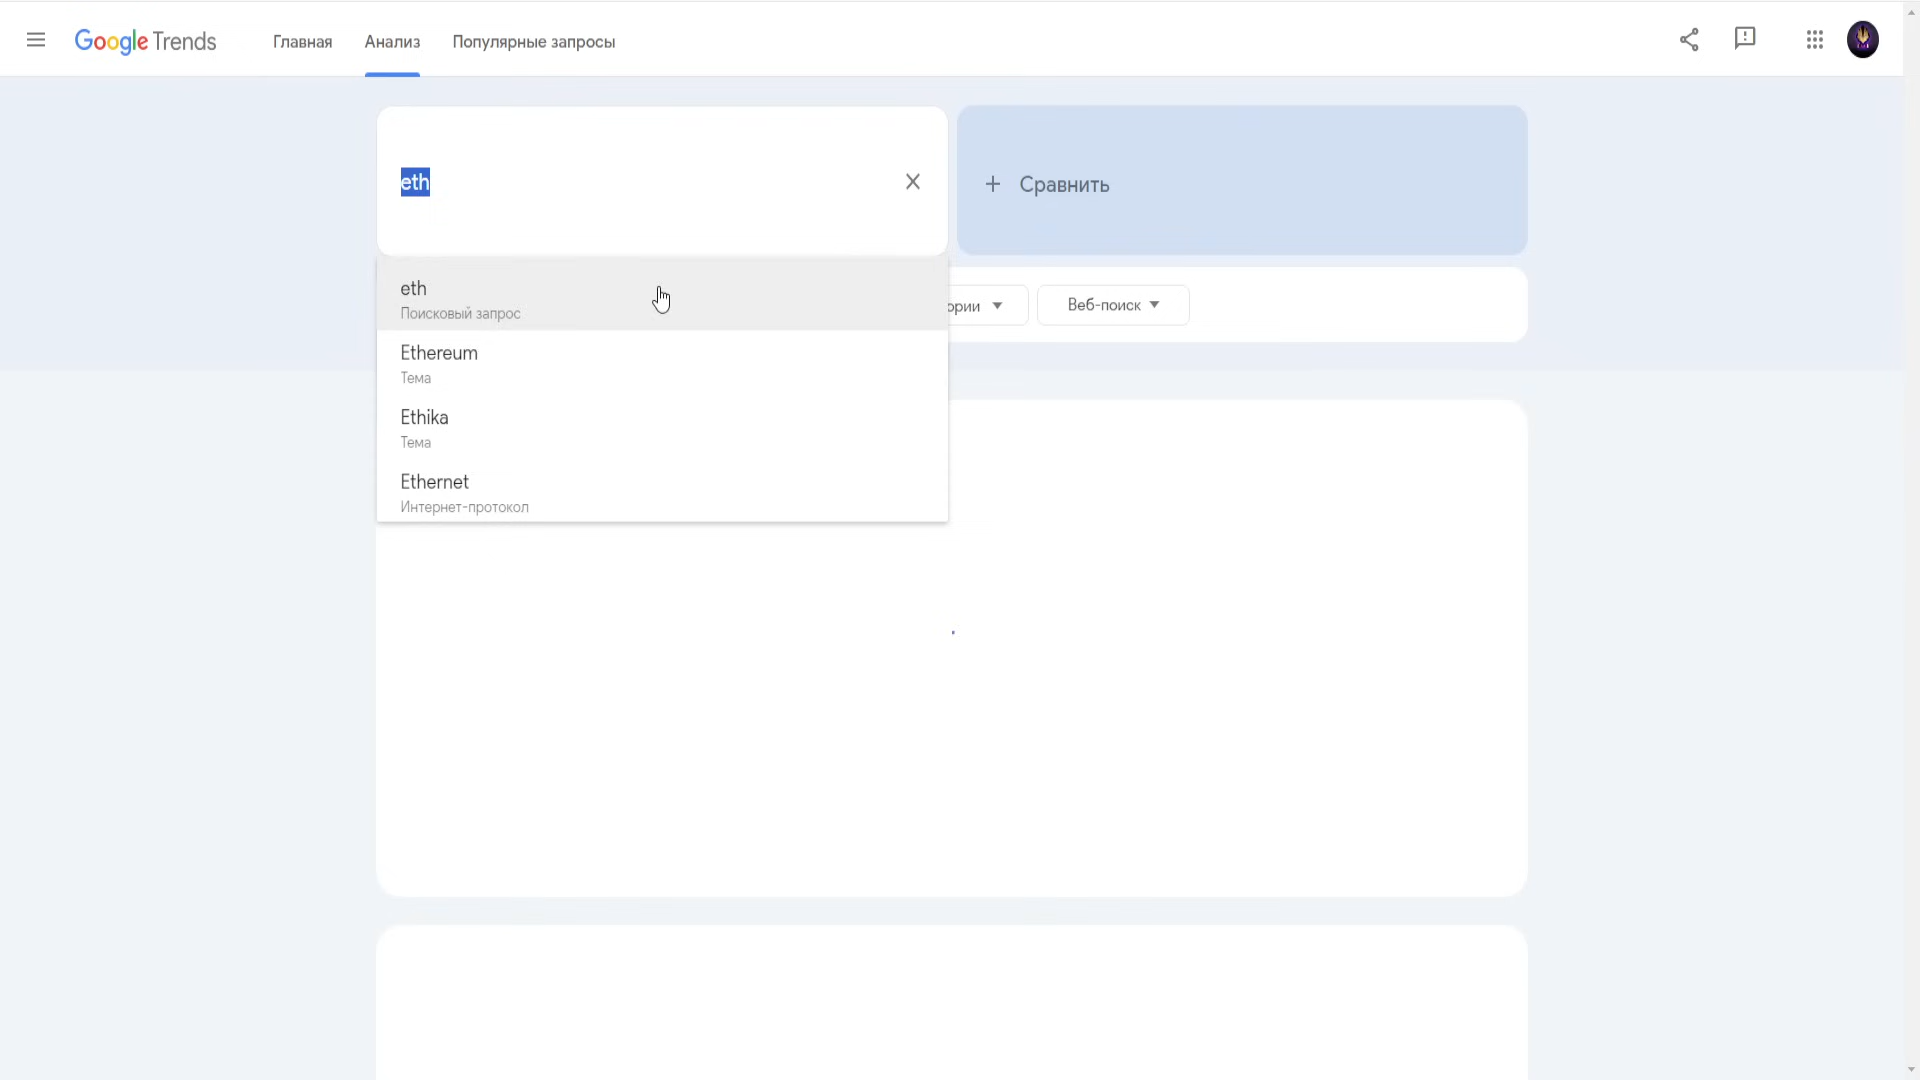 Google Trends
Главная
Анализ
Популярные запросы
eth
+ Сравнить
eth
Поисковый запрос
Ethereum
Тема
Ethika
Тема
Ethernet
Интернет-протокол
ории
Веб-поиск